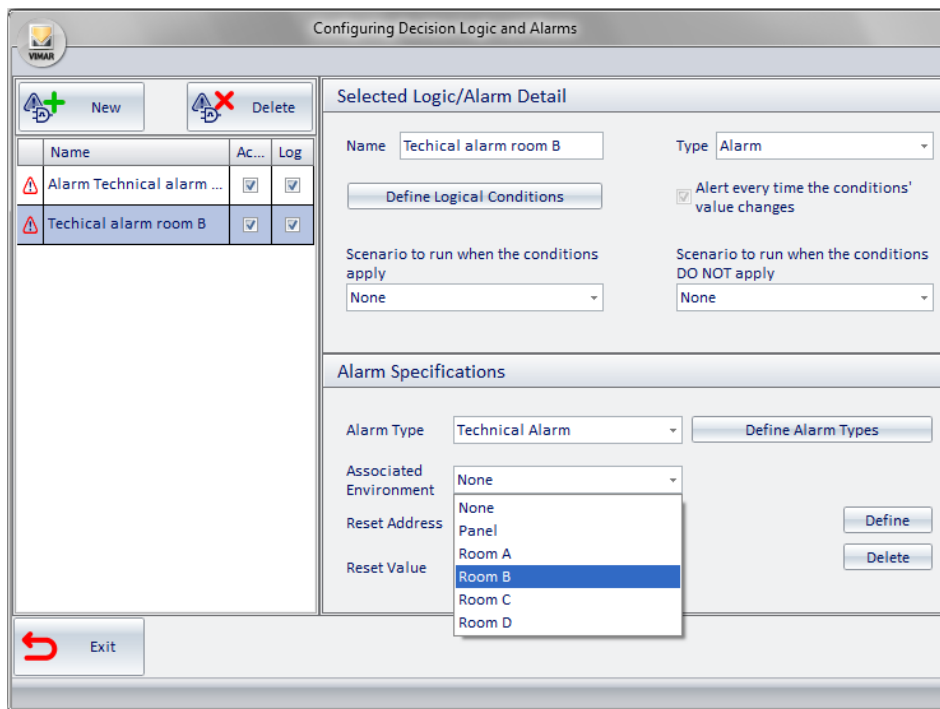 Configuring Decision Logic and Alarms
VIMAR
New
Delete
Name
Ac...
Log
Alarm Technical alarm ...
Techical alarm room B
Selected Logic/Alarm Detail
Name
Techical alarm room B
Type
Alarm
Define Logical Conditions
Alert every time the conditions'
value changes
Scenario to run when the conditions
apply
None
Scenario to run when the conditions
DO NOT apply
None
Alarm Specifications
Alarm Type
Technical Alarm
Define Alarm Types
Associated
Environment
None
None
Panel
Room A
Room B
Room C
Room D
Reset Address
Define
Reset Value
Delete
Exit